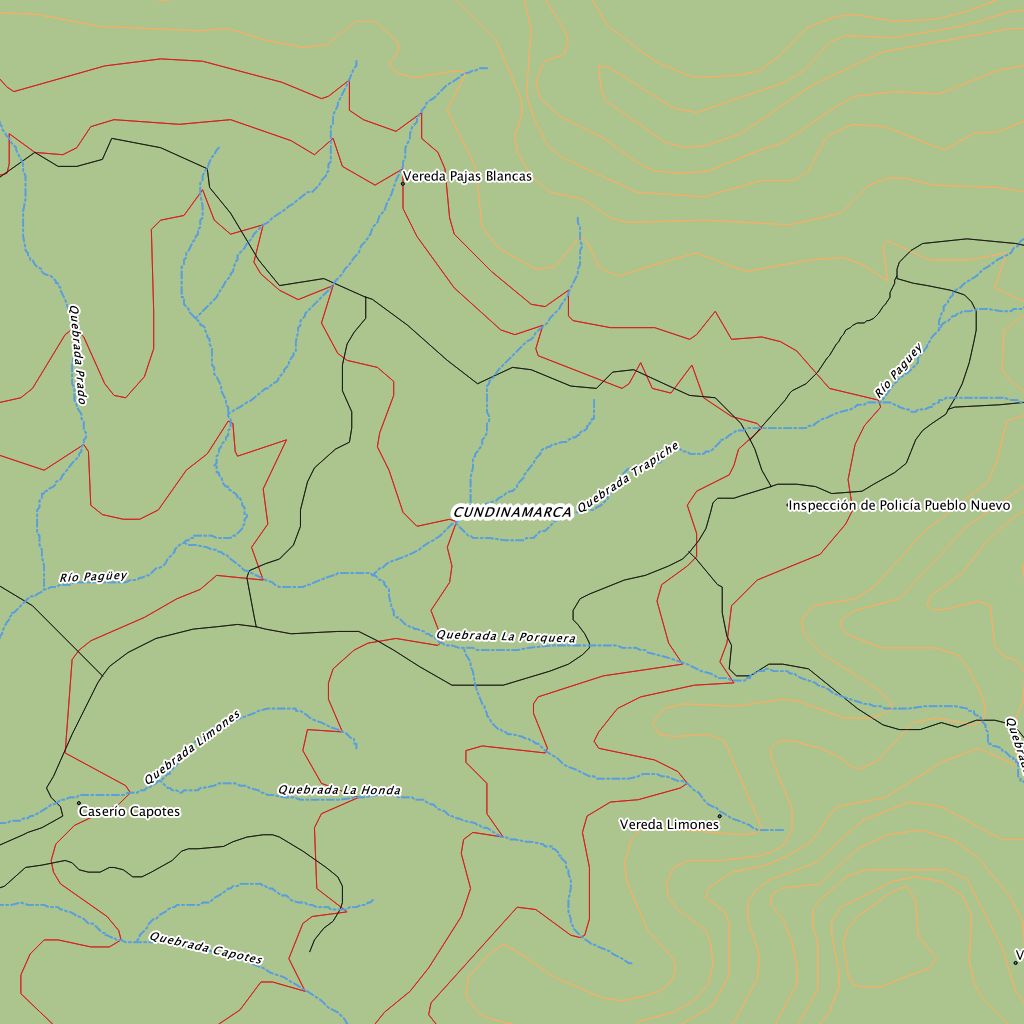 Vereda Pajas Blancas
Quebrada Prado
Río Paguey
Quebrada Trapiche
CUNDINAMARCA
Inspección de Policía Pueblo Nuevo
Río Pagüey
Quebrada La Porquera
Quebrada Limones
Quebrada La Honda
Caserío Capotes
Vereda Limones
Quebrada Capotes